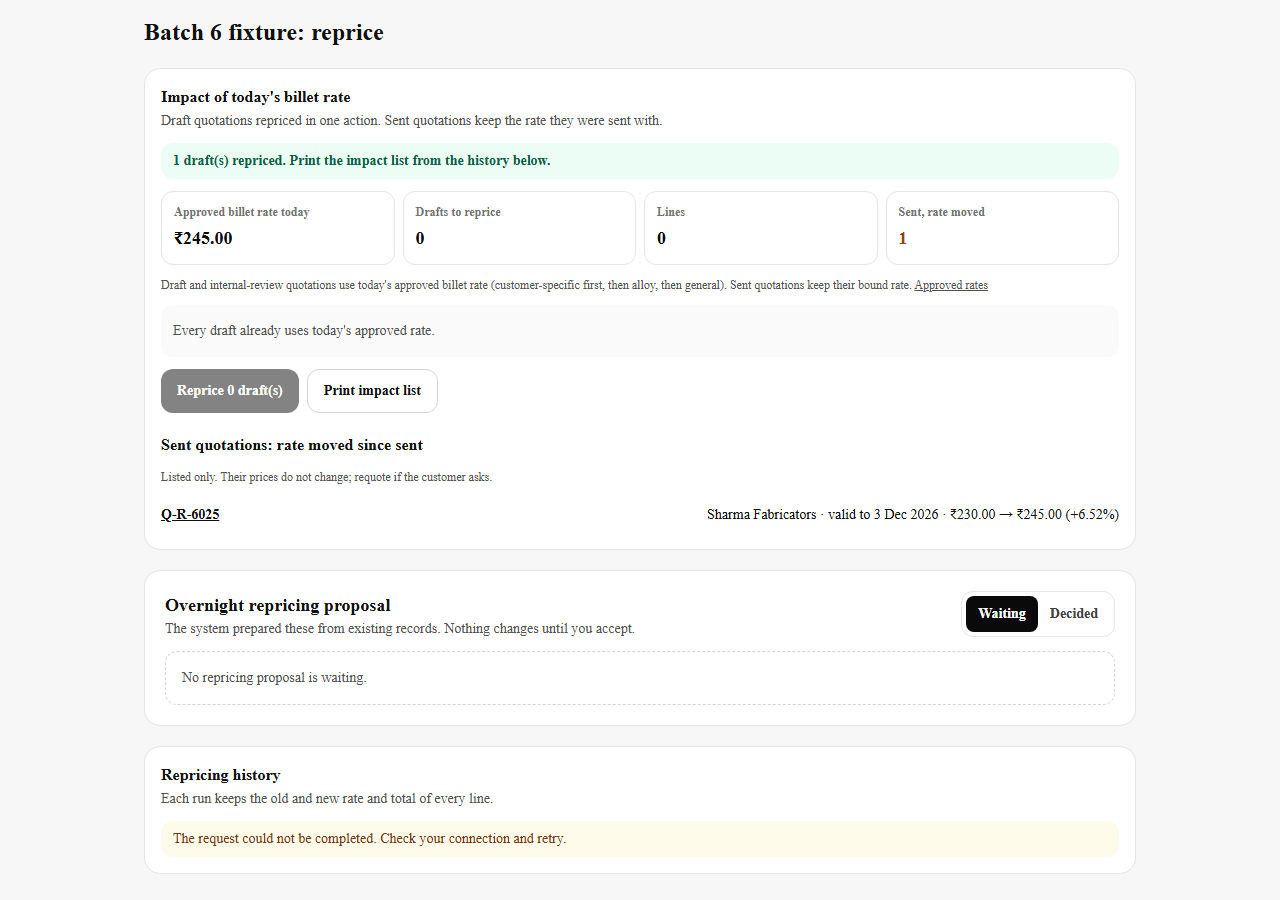 Batch 6 fixture: reprice
Impact of today's billet rate
Draft quotations repriced in one action. Sent quotations keep the rate they were sent with.
1 draft(s) repriced. Print the impact list from the history below.
Approved billet rate today
₹245.00
Drafts to reprice
0
Lines
0
Sent, rate moved
1
Draft and internal-review quotations use today's approved billet rate (customer-specific first, then alloy, then general). Sent quotations keep their bound rate. Approved rates
Every draft already uses today's approved rate.
Reprice 0 draft(s)
Print impact list
Sent quotations: rate moved since sent
Listed only. Their prices do not change; requote if the customer asks.
Q-R-6025
Sharma Fabricators · valid to 3 Dec 2026 · ₹230.00 → ₹245.00 (+6.52%)
Overnight repricing proposal
The system prepared these from existing records. Nothing changes until you accept.
Waiting
Decided
No repricing proposal is waiting.
Repricing history
Each run keeps the old and new rate and total of every line.
The request could not be completed. Check your connection and retry.